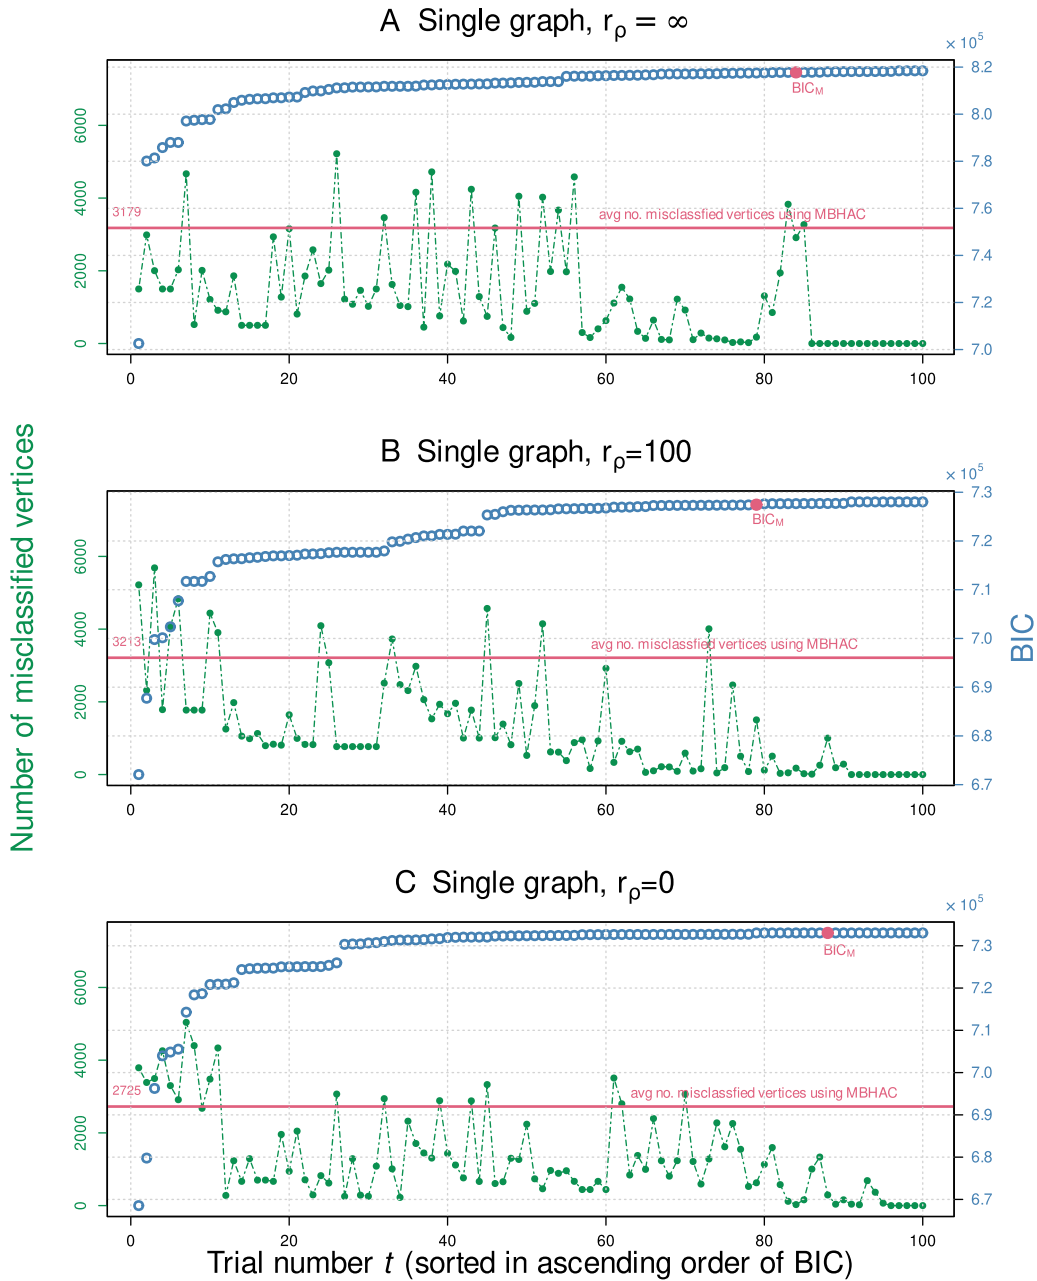 A Single graph, rρ = ∞
× 10⁵
8.2
8.0
7.8
7.6
7.4
7.2
7.0
6000
4000
2000
0
3179
avg no. misclassfied vertices using MBHAC
BICM
0 20 40 60 80 100
B Single graph, rρ=100
× 10⁵
7.3
7.2
7.1
7.0
6.9
6.8
6.7
6000
4000
2000
0
3213
avg no. misclassfied vertices using MBHAC
BICM
0 20 40 60 80 100
Number of misclassified vertices
BIC
C Single graph, rρ=0
× 10⁵
7.3
7.2
7.1
7.0
6.9
6.8
6.7
6000
4000
2000
0
2725
avg no. misclassfied vertices using MBHAC
BICM
0 20 40 60 80 100
Trial number t (sorted in ascending order of BIC)